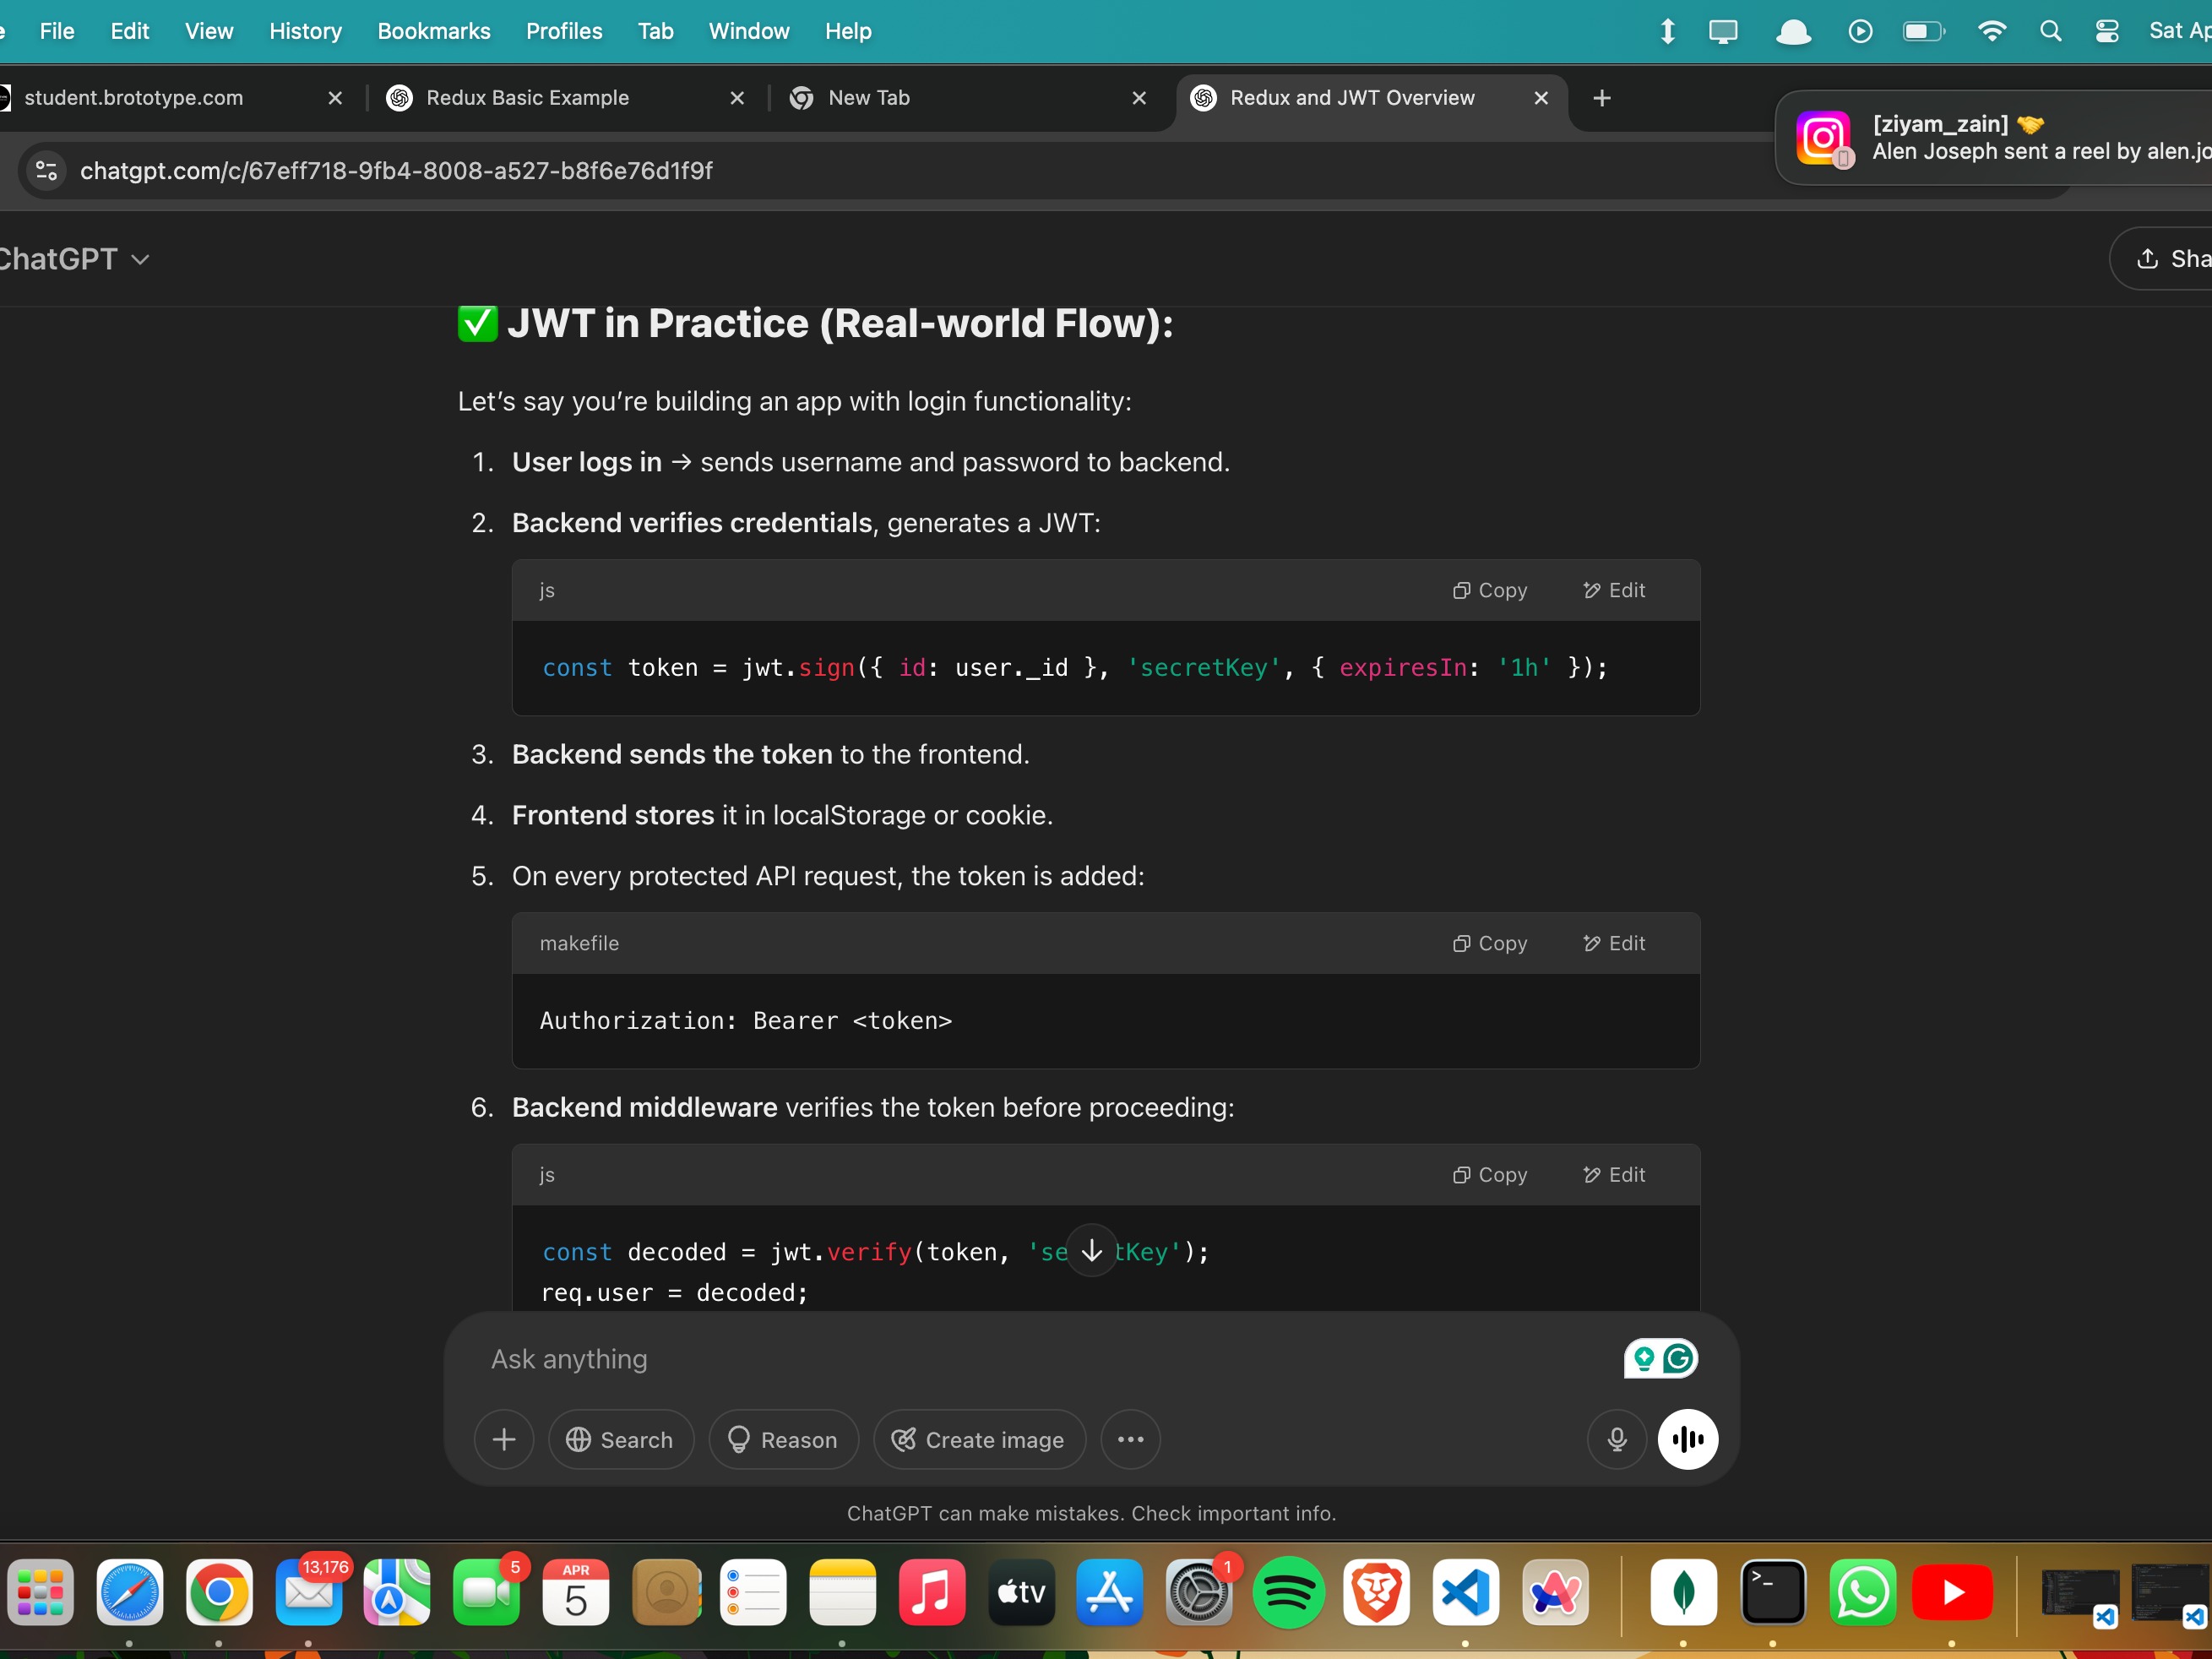 File Edit View History Bookmarks Profiles Tab Window Help
student.brototype.com
Redux Basic Example
New Tab
Redux and JWT Overview
[ziyam_zain] 🤝
Alen Joseph sent a reel by alen.jo
chatgpt.com/c/67eff718-9fb4-8008-a527-b8f6e76d1f9f
ChatGPT
✅ JWT in Practice (Real-world Flow):
Let’s say you’re building an app with login functionality:
1. User logs in → sends username and password to backend.
2. Backend verifies credentials, generates a JWT:
js Copy Edit
const token = jwt.sign({ id: user._id }, 'secretKey', { expiresIn: '1h' });
3. Backend sends the token to the frontend.
4. Frontend stores it in localStorage or cookie.
5. On every protected API request, the token is added:
makefile Copy Edit
Authorization: Bearer <token>
6. Backend middleware verifies the token before proceeding:
js Copy Edit
const decoded = jwt.verify(token, 'se tKey');
req.user = decoded;
Ask anything
Search Reason Create image
ChatGPT can make mistakes. Check important info.
13,176
5
APR
5
tv
1